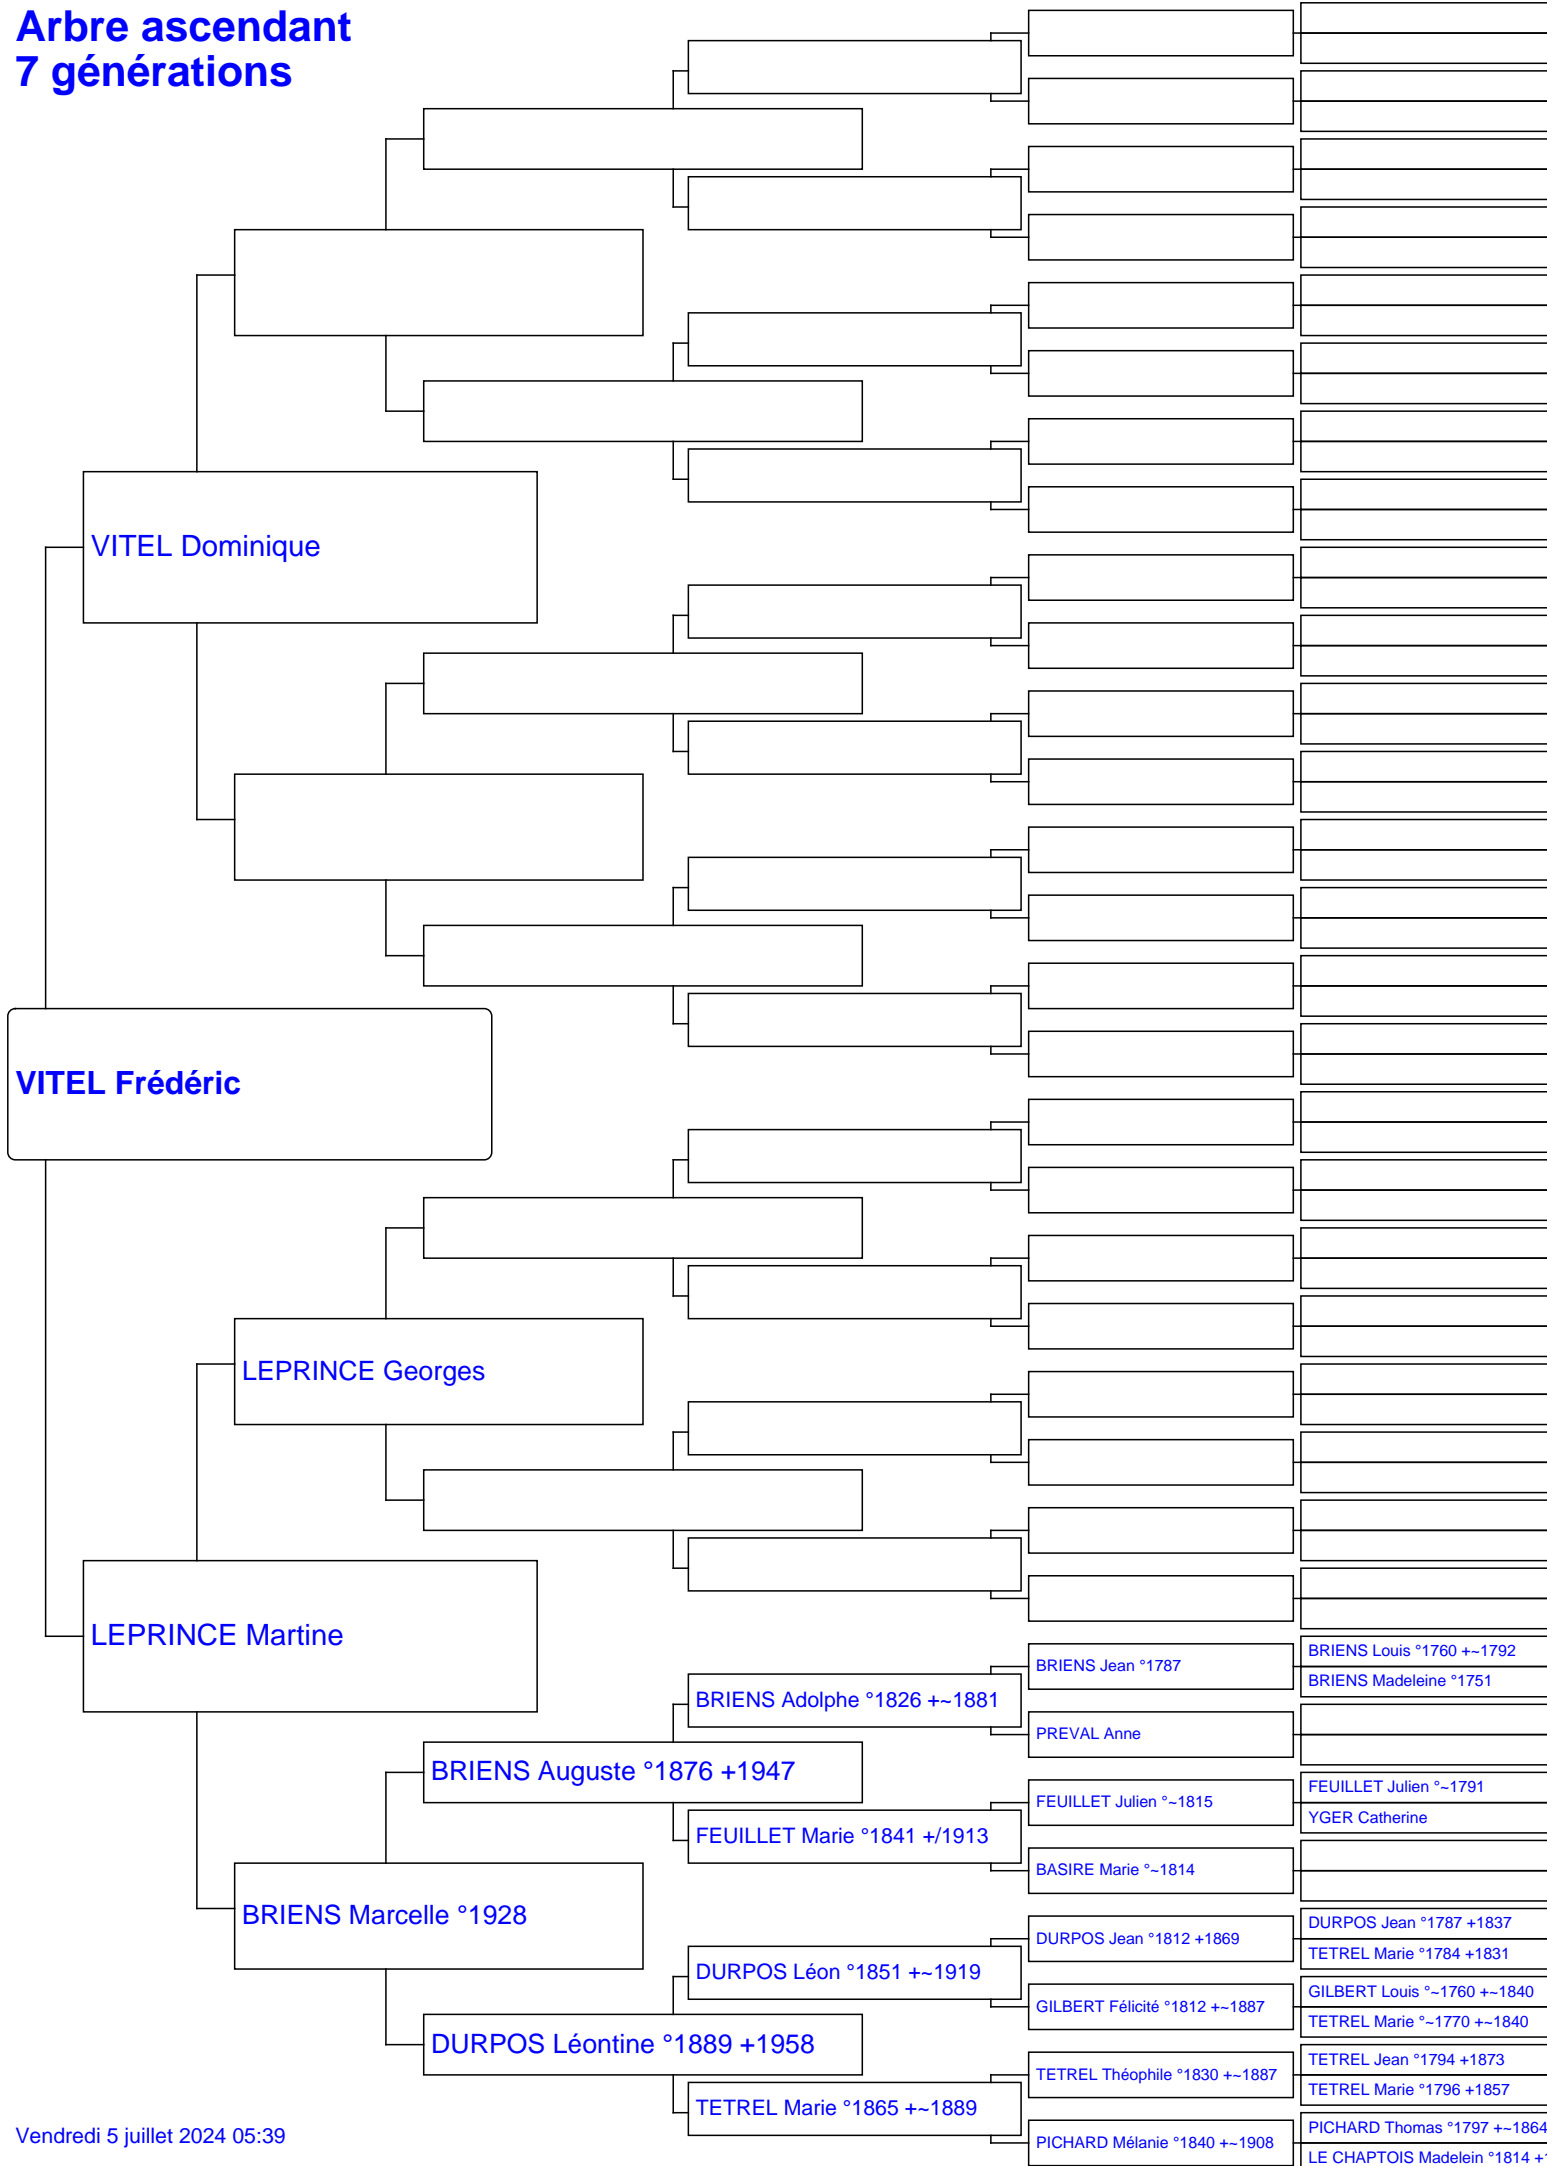 Arbre ascendant
7 générations
VITEL Dominique
VITEL Frédéric
LEPRINCE Georges
LEPRINCE Martine
BRIENS Louis °1760 +~1792
BRIENS Jean °1787
BRIENS Madeleine °1751
BRIENS Adolphe °1826 +~1881
PREVAL Anne
BRIENS Auguste °1876 +1947
FEUILLET Julien °~1791
FEUILLET Julien °~1815
YGER Catherine
FEUILLET Marie °1841 +/1913
BASIRE Marie °~1814
BRIENS Marcelle °1928
DURPOS Jean °1787 +1837
DURPOS Jean °1812 +1869
TETREL Marie °1784 +1831
DURPOS Léon °1851 +~1919
GILBERT Louis °~1760 +~1840
GILBERT Félicité °1812 +~1887
TETREL Marie °~1770 +~1840
DURPOS Léontine °1889 +1958
TETREL Jean °1794 +1873
TETREL Théophile °1830 +~1887
TETREL Marie °1796 +1857
TETREL Marie °1865 +~1889
PICHARD Thomas °1797 +~1864
PICHARD Mélanie °1840 +~1908
LE CHAPTOIS Madelein °1814
Vendredi 5 juillet 2024 05:39